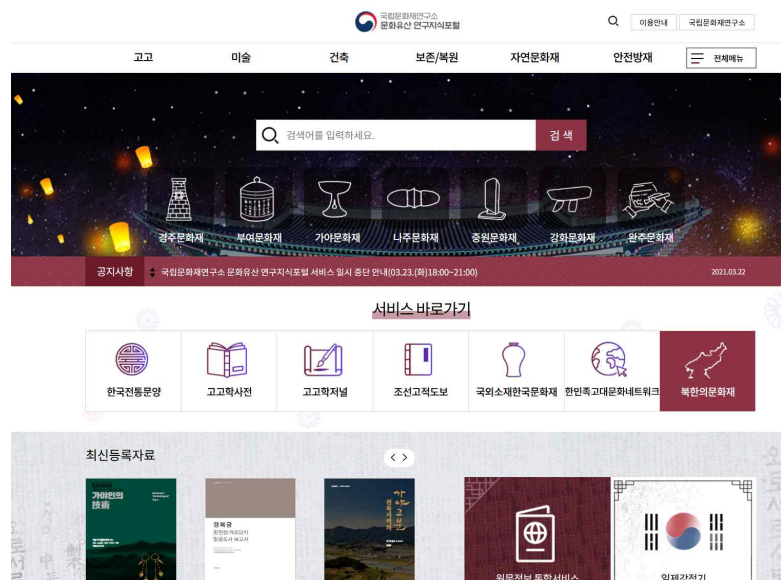 국립문화재연구소
문화유산 연구지식포털
이용안내
국립문화재연구소
고고
미술
건축
보존/복원
자연문화재
안전방재
전체메뉴
검색어를 입력하세요.
검색
경주문화재
부여문화재
가야문화재
나주문화재
중원문화재
강화문화재
완주문화재
공지사항
국립문화재연구소 문화유산 연구지식포털 서비스 일시 중단 안내(03.23.(화)18:00~21:00)
2021.03.22
서비스 바로가기
한국전통문양
고고학사전
고고학저널
조선고적도보
국외소재한국문화재
한민족고대문화네트워크
북한의문화재
최신등록자료
가야인의
技術
경복궁
발굴조사 보고서
가야고분
원문정보 통합서비스
일제강점기